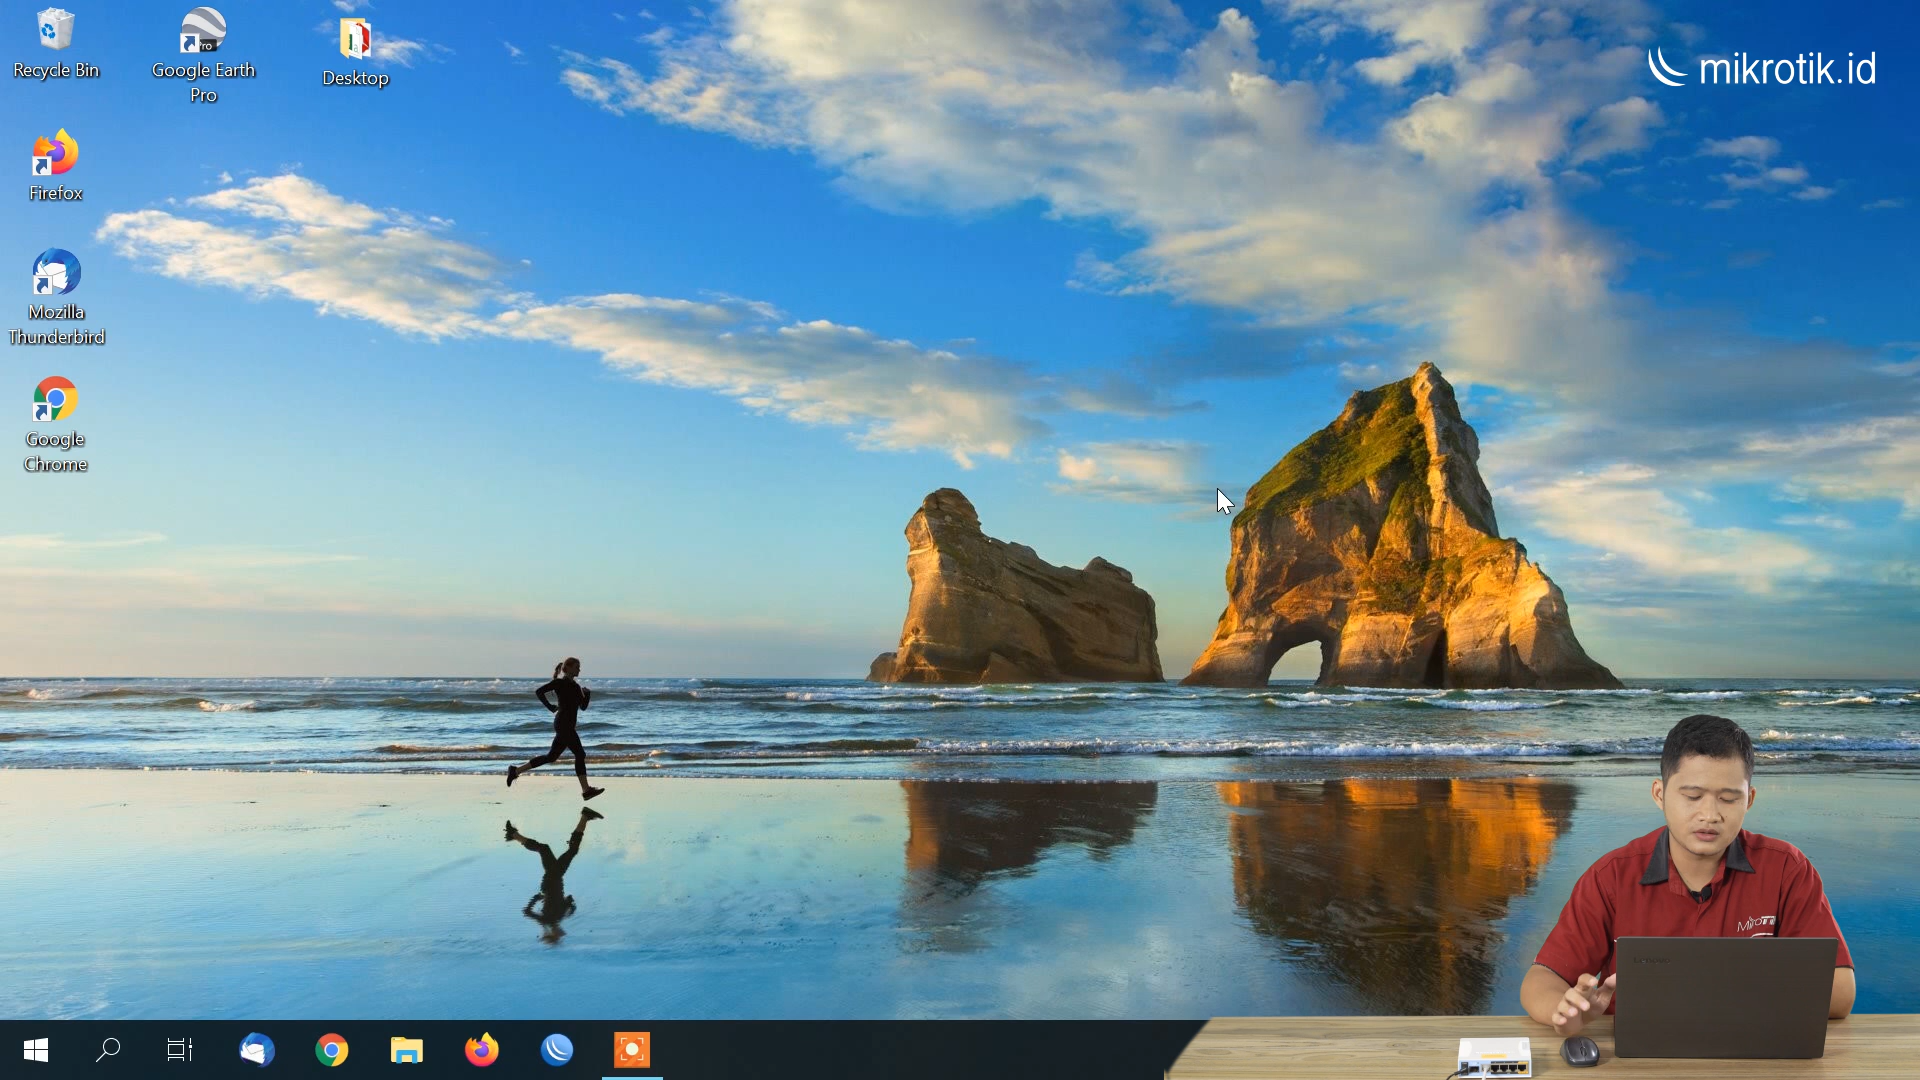 Recycle Bin
Google Earth
Pro
Desktop
mikrotik.id
Firefox
Mozilla
Thunderbird
Google
Chrome